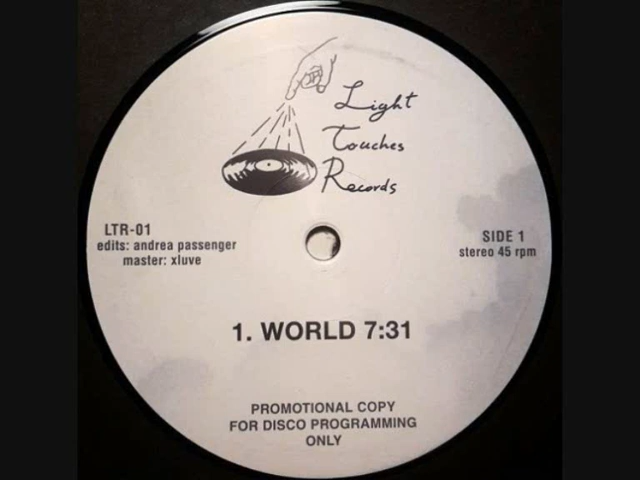 Light
Touches
Records
LTR-01
edits: andrea passenger
master: xluve
SIDE 1
stereo 45 rpm
1. WORLD 7:31
PROMOTIONAL COPY
FOR DISCO PROGRAMMING
ONLY